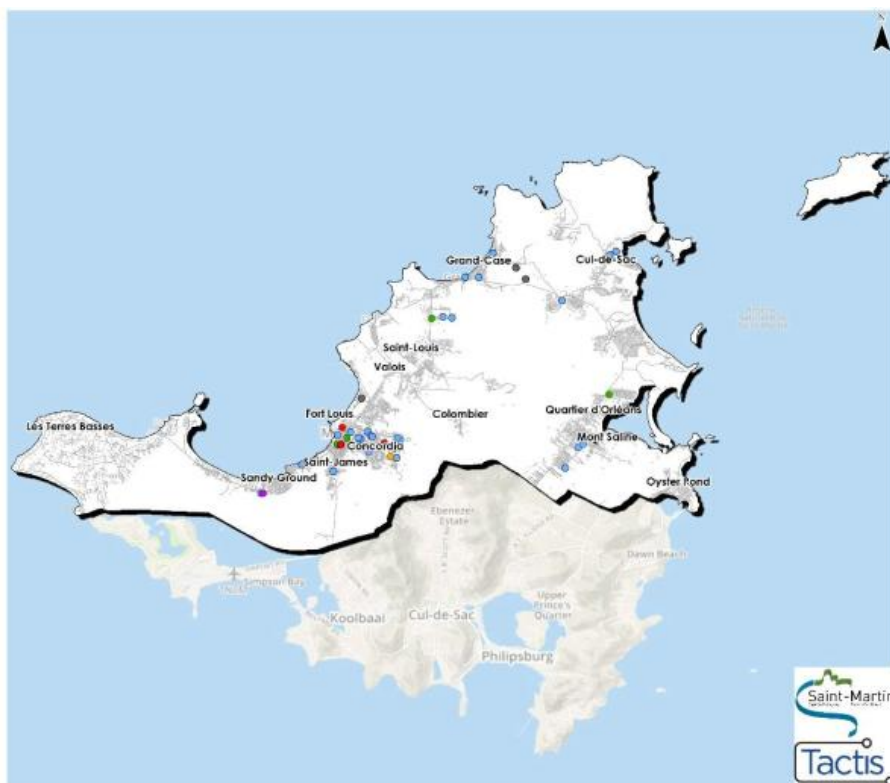 N
Grand-Case
Cul-de-Sac
Saint-Louis
Valois
Fort Louis
Colombier
Quartier d'Orléans
Les Terres Basses
Concordia
Mont Saline
Saint-James
Sandy Ground
Oyster Pond
Ebenezer
Estate
Dawn Beach
Simpson Bay
Koolbaai
Cul-de-Sac
Upper
Prince's
Quarter
Philipsburg
Saint-Martin
Tactis